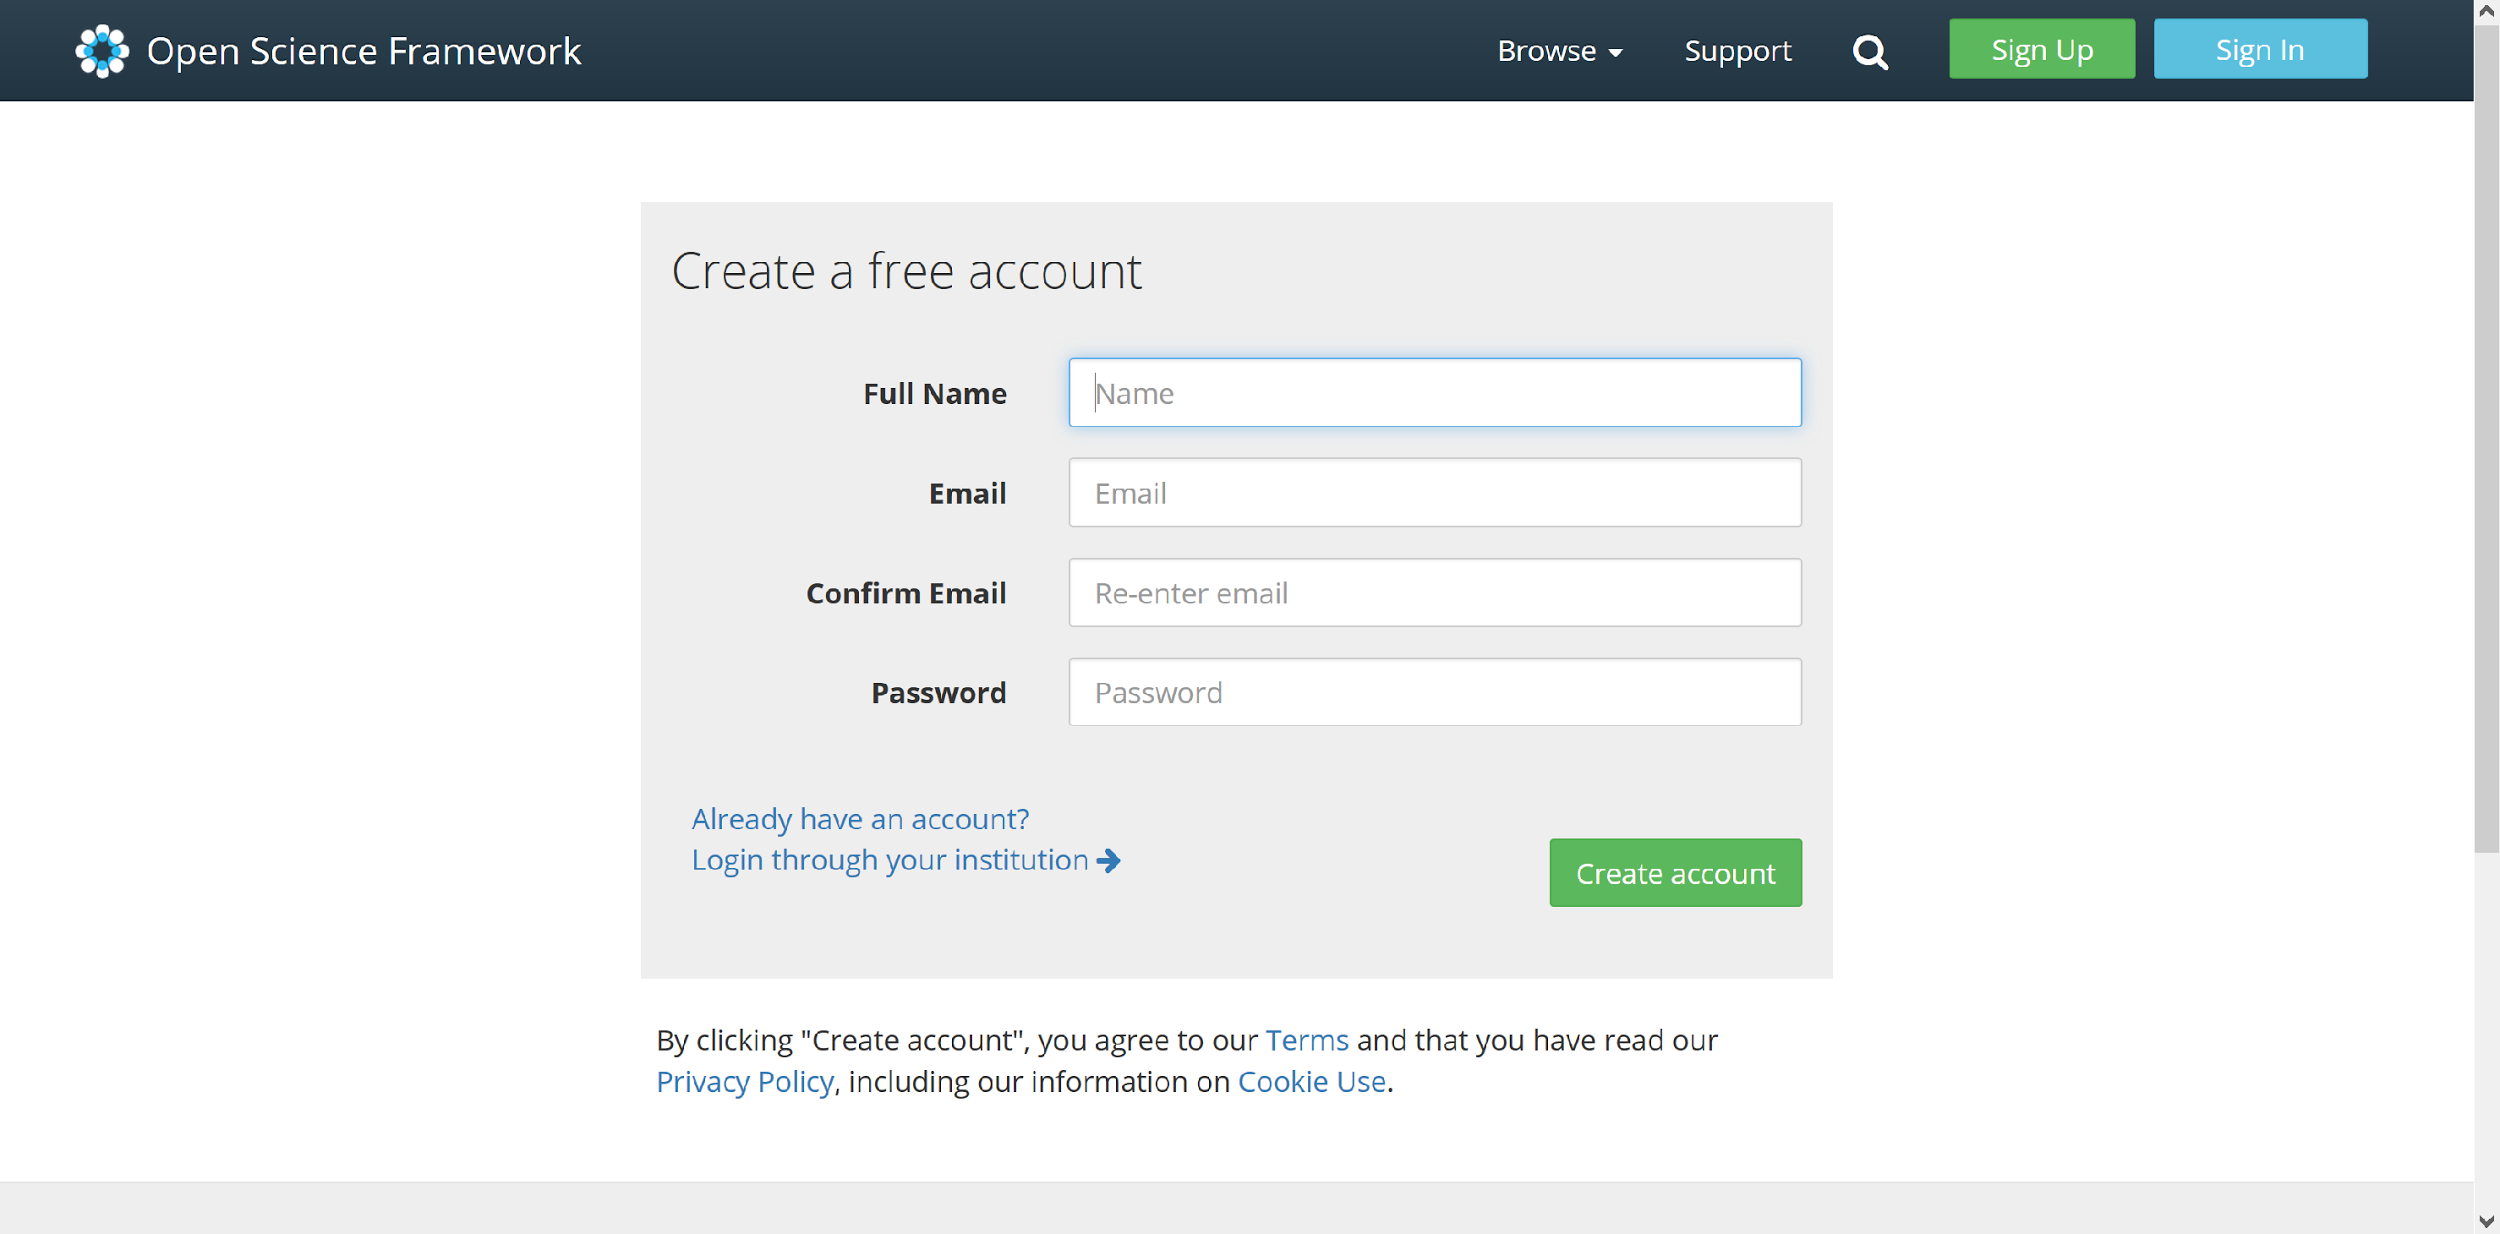 Open Science Framework
Browse
Support
Sign Up
Sign In
Create a free account
Full Name
Name
Email
Email
Confirm Email
Re-enter email
Password
Password
Already have an account?
Login through your institution
Create account
By clicking "Create account", you agree to our Terms and that you have read our
Privacy Policy, including our information on Cookie Use.